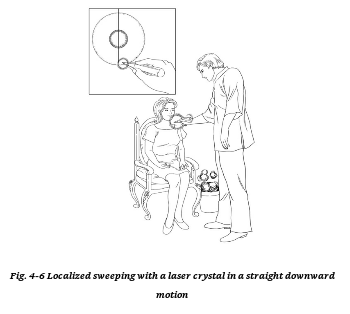 Fig. 4-6 Localized sweeping with a laser crystal in a straight downward
motion